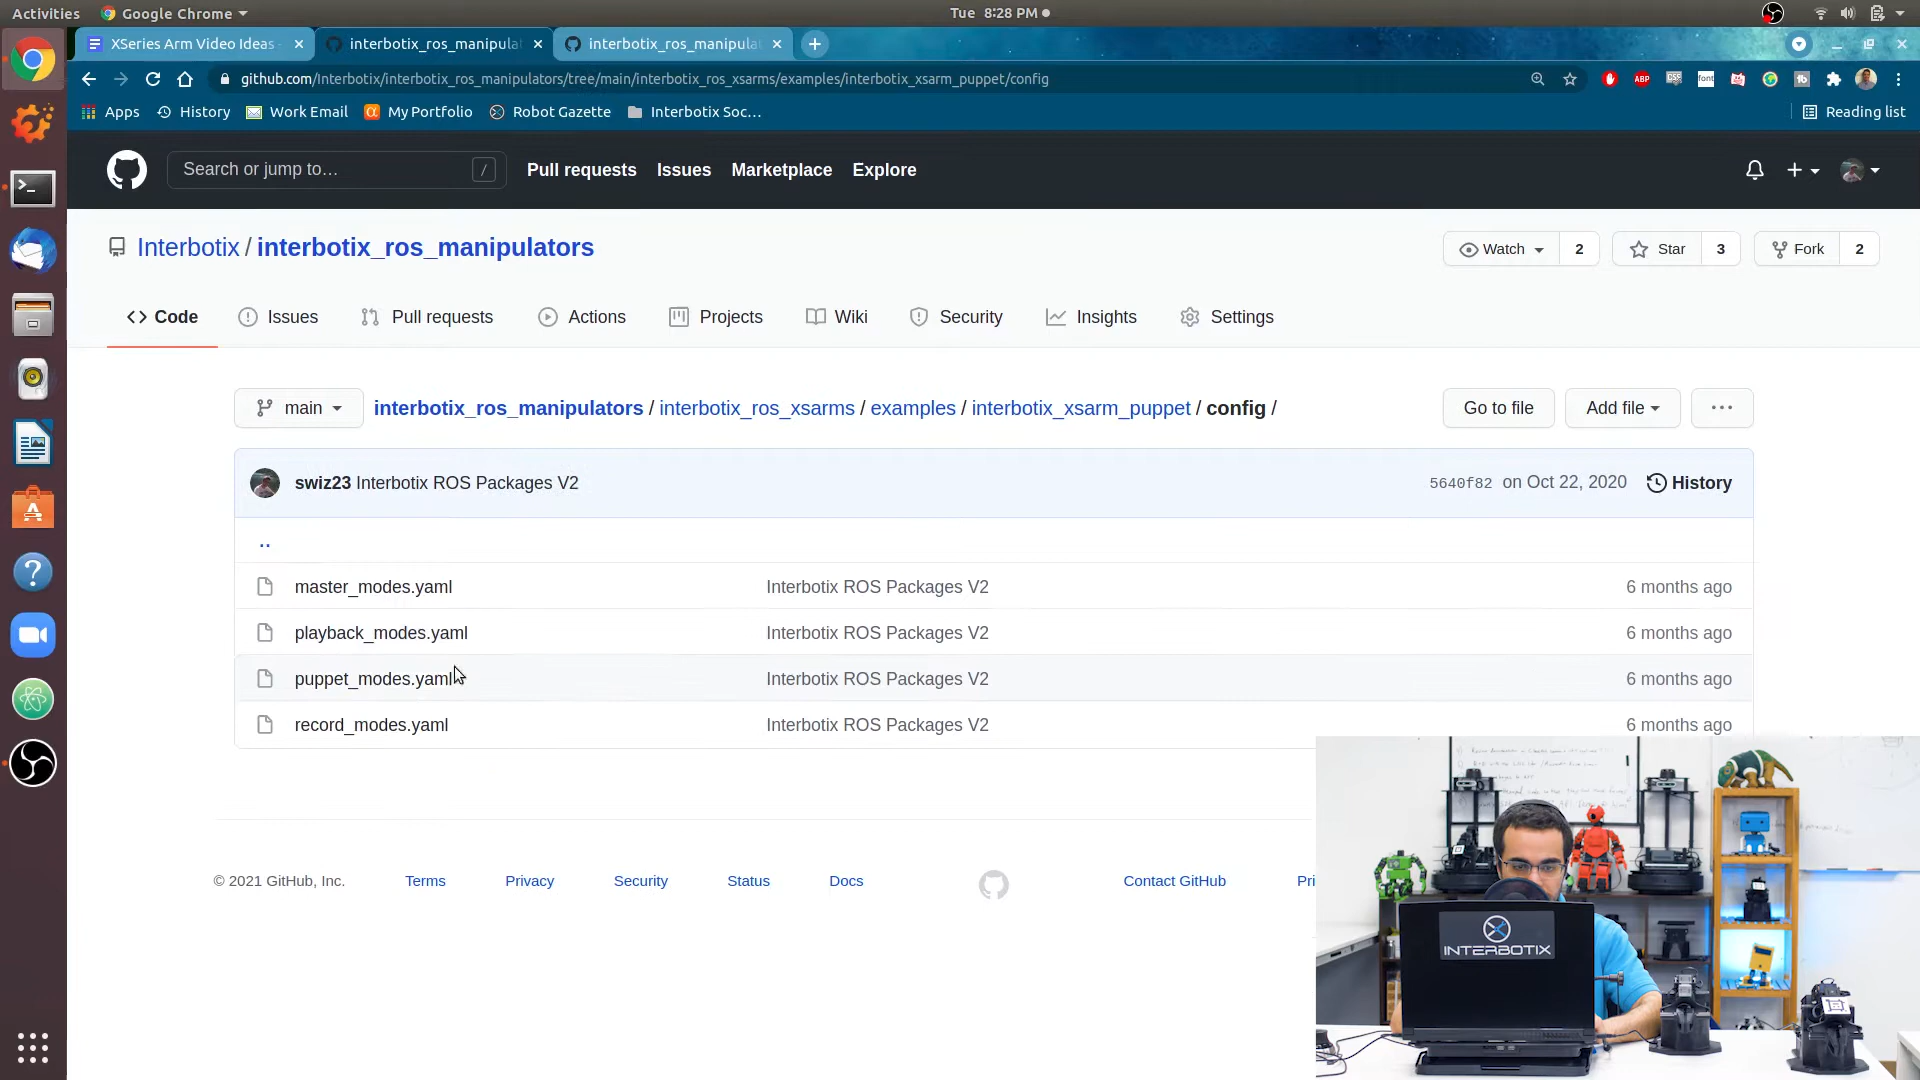 Activities Google Chrome Tue 8:28 PM
XSeries Arm Video Ideas interbotix_ros_manipula interbotix_ros_manipula
github.com/Interbotix/interbotix_ros_manipulators/tree/main/interbotix_ros_xsarms/examples/interbotix_xsarm_puppet/config
Apps History Work Email My Portfolio Robot Gazette Interbotix Soc… Reading list
Search or jump to… / Pull requests Issues Marketplace Explore
Interbotix / interbotix_ros_manipulators Watch 2 Star 3 Fork 2
Code Issues Pull requests Actions Projects Wiki Security Insights Settings
main interbotix_ros_manipulators / interbotix_ros_xsarms / examples / interbotix_xsarm_puppet / config / Go to file Add file ...
swiz23 Interbotix ROS Packages V2 5640f82 on Oct 22, 2020 History
..
master_modes.yaml Interbotix ROS Packages V2 6 months ago
playback_modes.yaml Interbotix ROS Packages V2 6 months ago
puppet_modes.yaml Interbotix ROS Packages V2 6 months ago
record_modes.yaml Interbotix ROS Packages V2 6 months ago
© 2021 GitHub, Inc. Terms Privacy Security Status Docs Contact GitHub Pri
INTERBOTIX